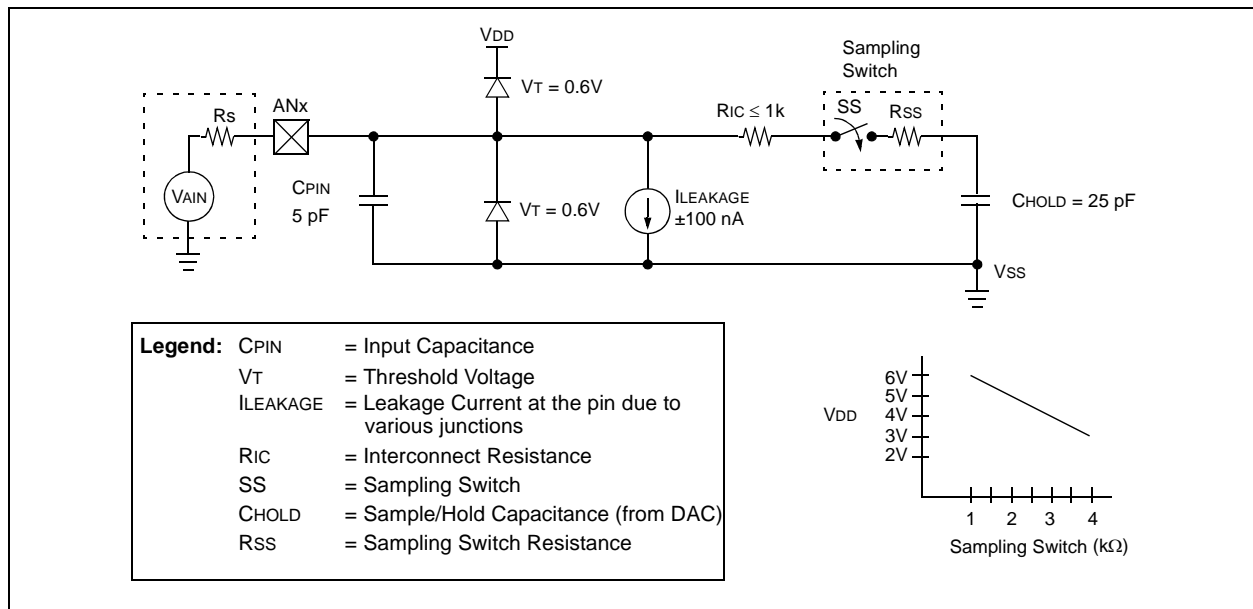 VDD
Sampling
Switch
VT = 0.6V
ANx
Rs
RIC ≤ 1k
SS
RSS
CPIN
5 pF
VAIN
VT = 0.6V
ILEAKAGE
±100 nA
CHOLD = 25 pF
VSS
Legend: CPIN = Input Capacitance
VT = Threshold Voltage
ILEAKAGE = Leakage Current at the pin due to
various junctions
RIC = Interconnect Resistance
SS = Sampling Switch
CHOLD = Sample/Hold Capacitance (from DAC)
RSS = Sampling Switch Resistance
6V
5V
VDD
4V
3V
2V
1 2 3 4
Sampling Switch (kΩ)